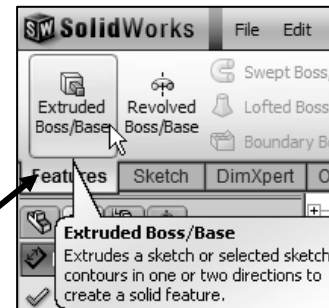 SolidWorks File Edit
Extruded Boss/Base
Revolved Boss/Base
Swept Boss
Lofted Boss
Boundary B
Features Sketch DimXpert
Extruded Boss/Base
Extrudes a sketch or selected sketch
contours in one or two directions to
create a solid feature.